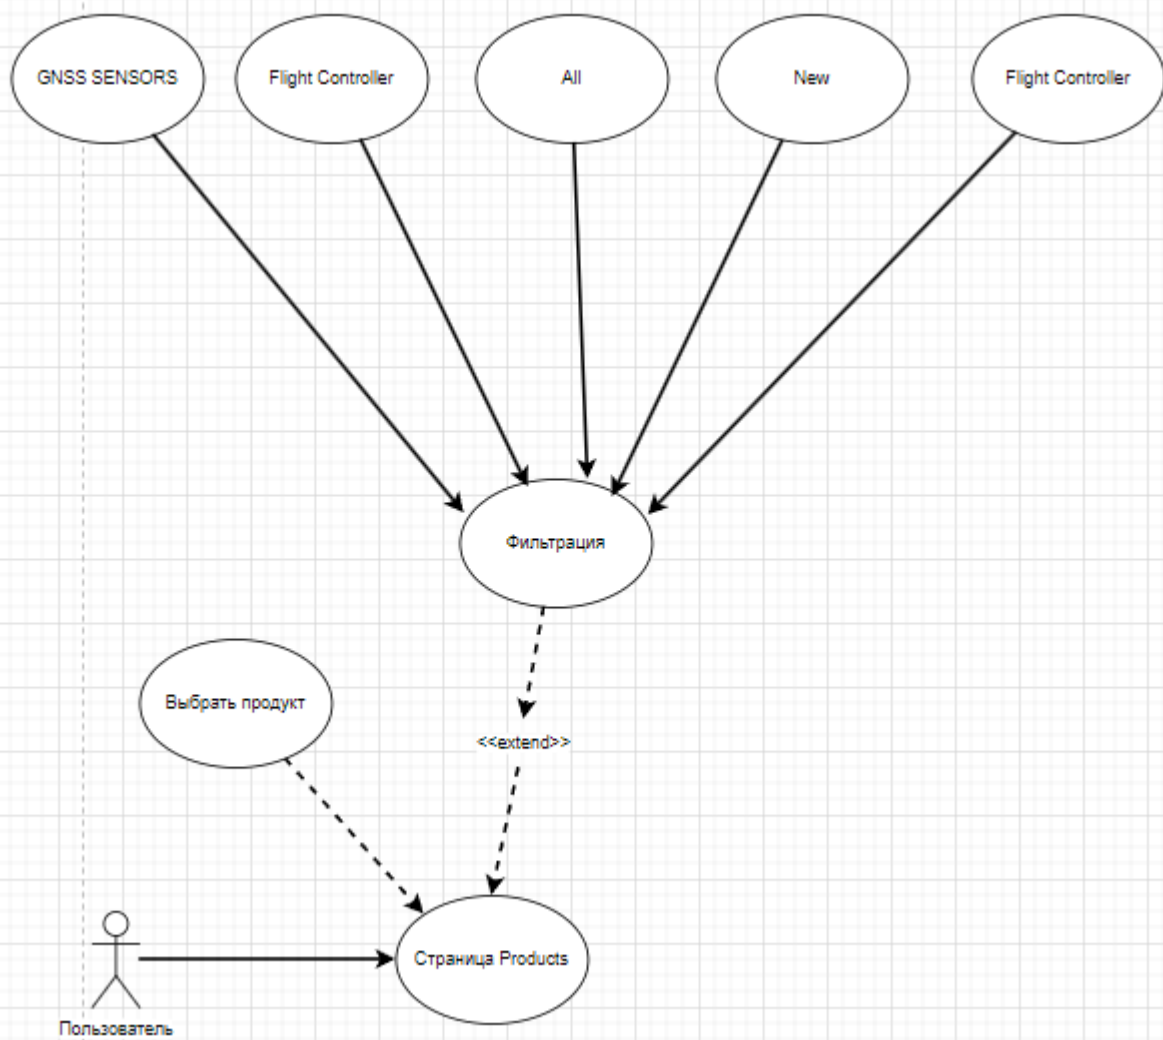 GNSS SENSORS
Flight Controller
All
New
Flight Controller
Фильтрация
Выбрать продукт
<<extend>>
Страница Products
Пользователь